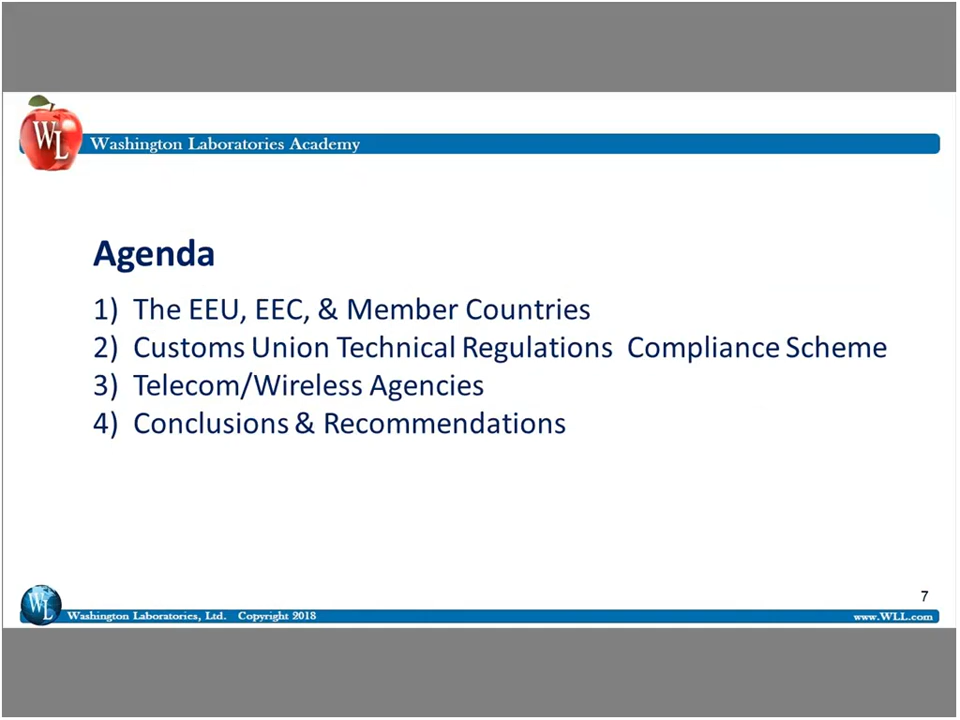 WL
Washington Laboratories Academy
Agenda
1) The EEU, EEC, & Member Countries
2) Customs Union Technical Regulations  Compliance Scheme
3) Telecom/Wireless Agencies
4) Conclusions & Recommendations
7
WL
Washington Laboratories, Ltd.   Copyright 2018
www.WLL.com